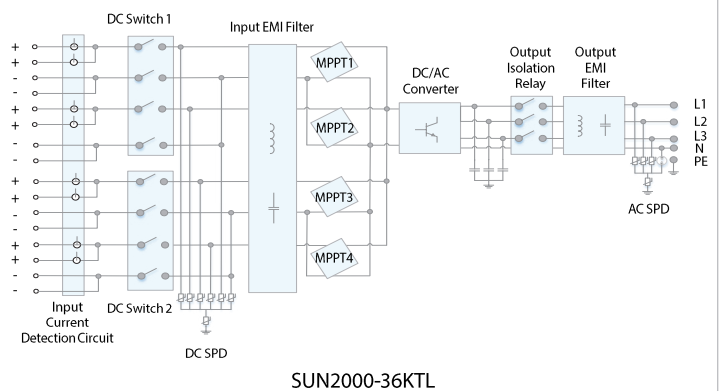 DC Switch 1
Input EMI Filter
MPPT1
MPPT2
MPPT3
MPPT4
DC/AC
Converter
Output
Isolation
Relay
Output
EMI
Filter
L1
L2
L3
N
PE
AC SPD
+
+
-
-
+
+
-
-
+
+
-
-
+
+
-
-
Input
Current
Detection Circuit
DC Switch 2
DC SPD
SUN2000-36KTL